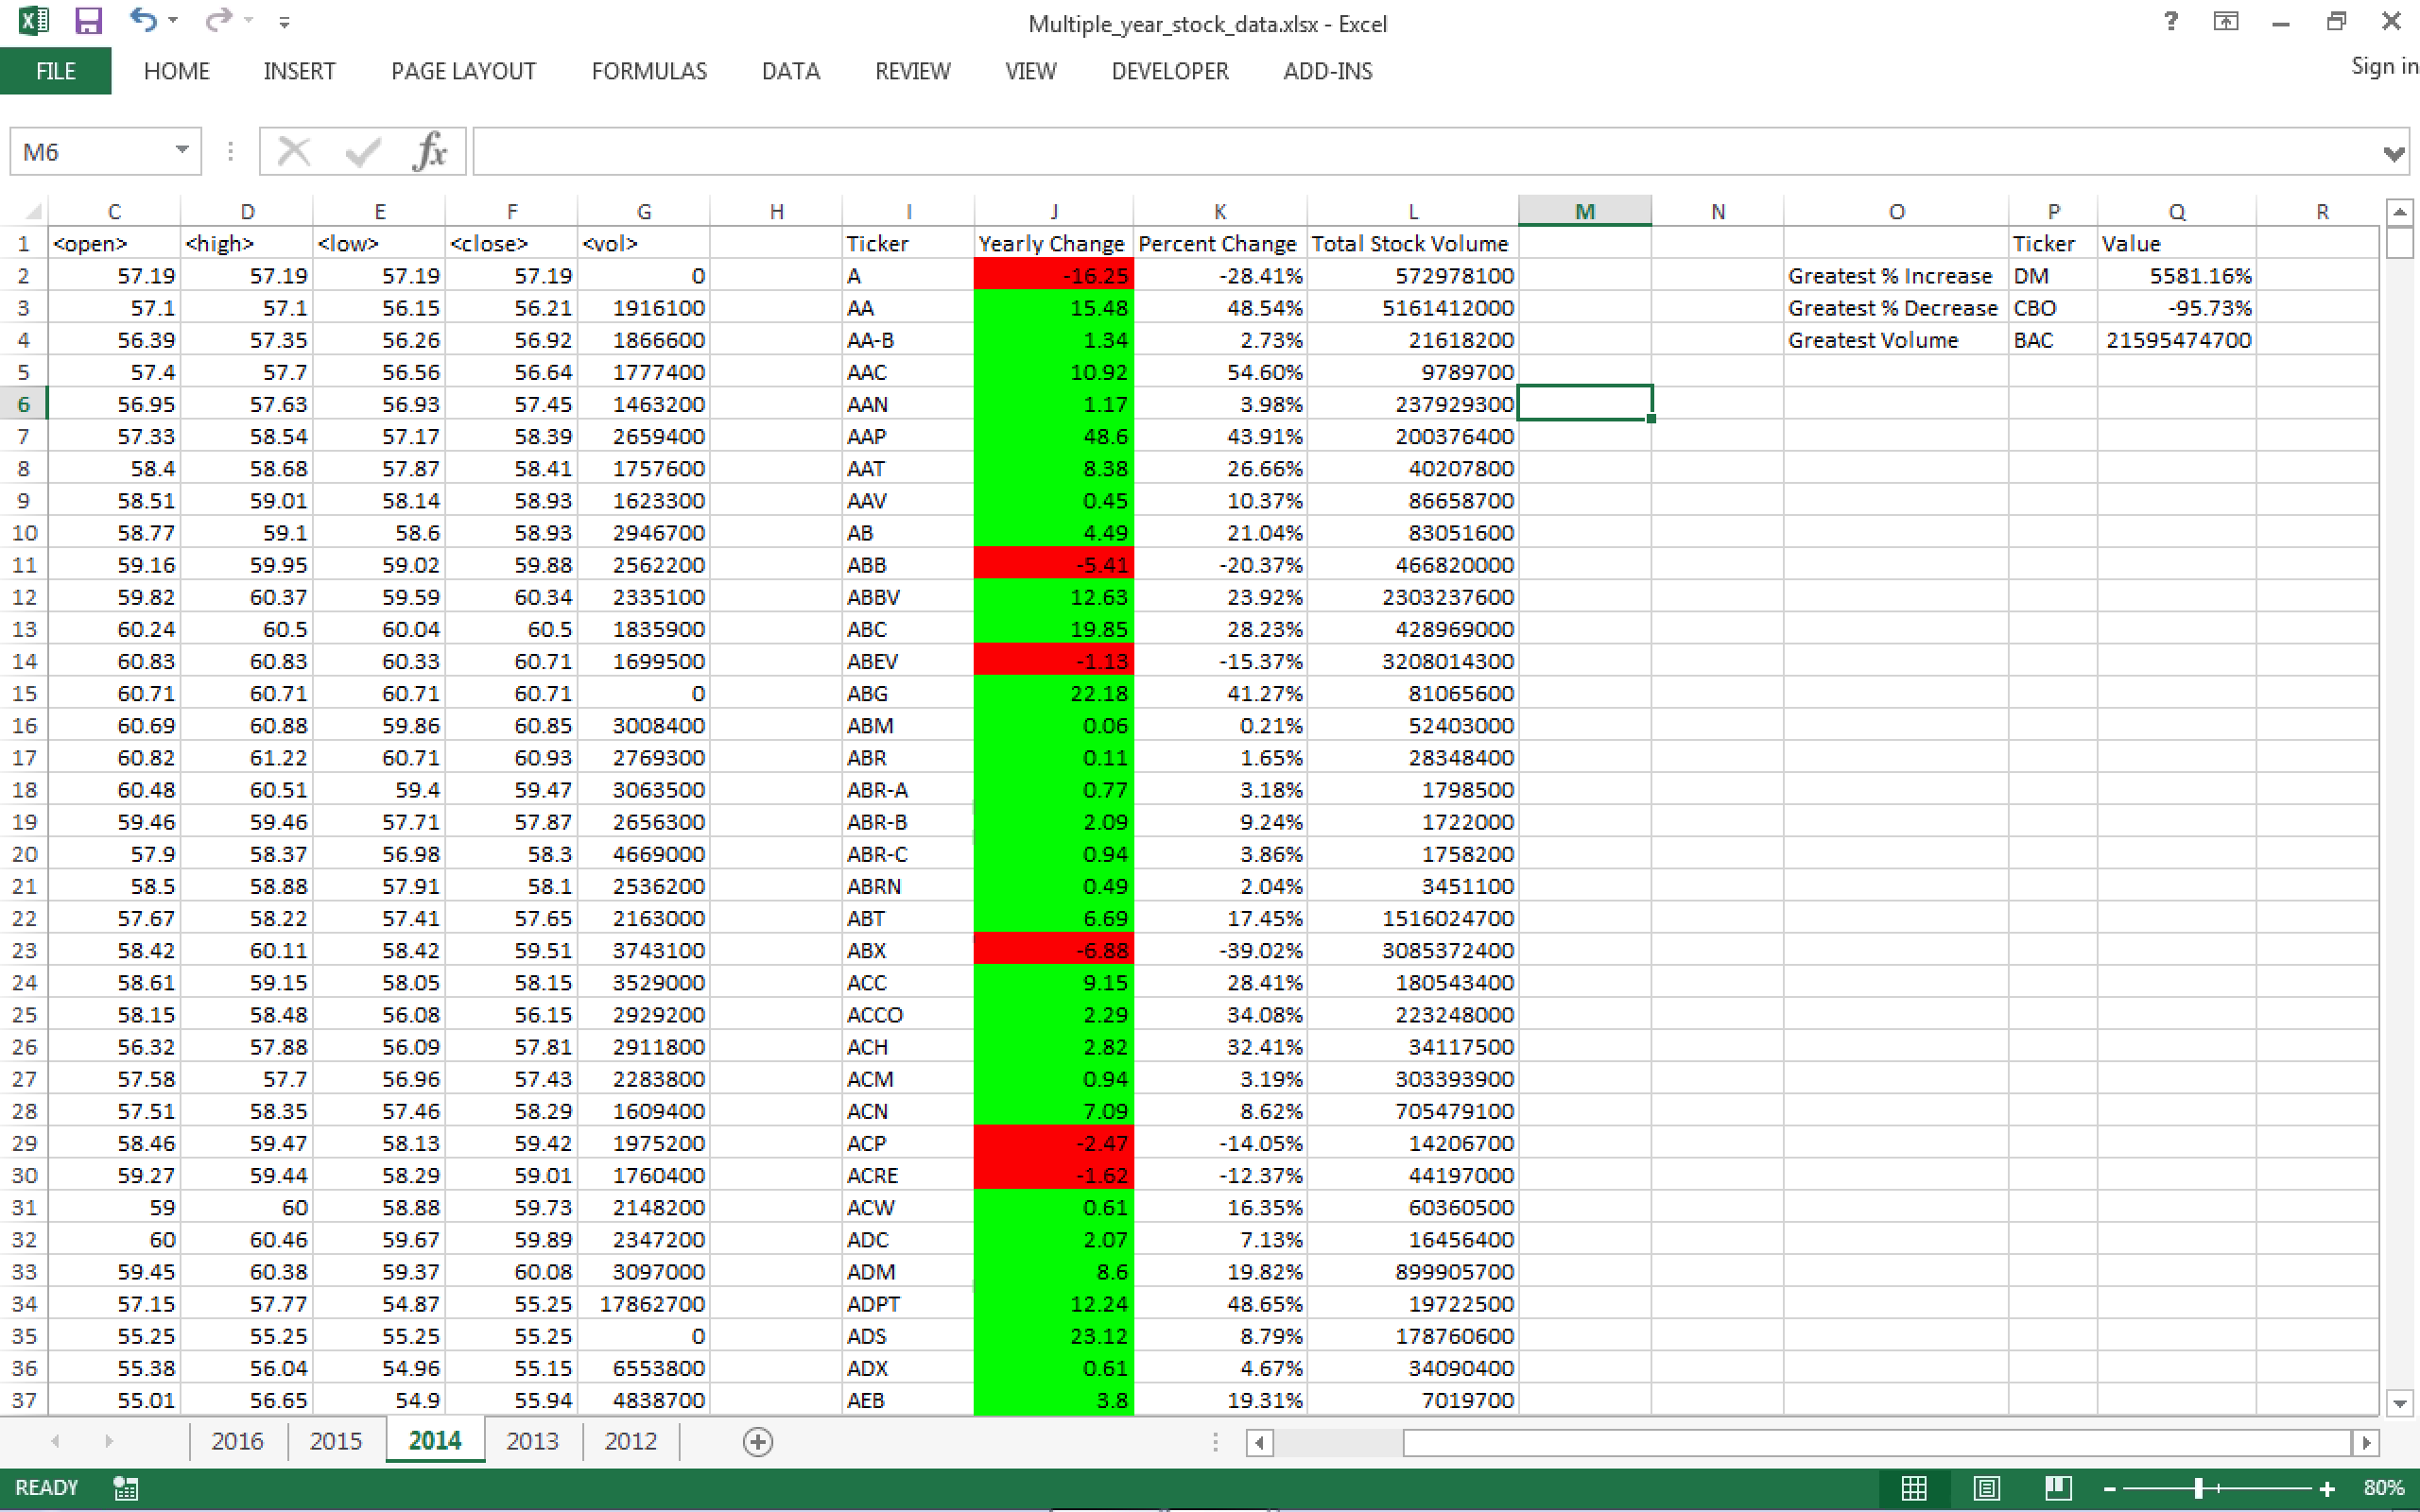 Multiple_year_stock_data.xlsx - Excel
?
FILE HOME INSERT PAGE LAYOUT FORMULAS DATA REVIEW VIEW DEVELOPER ADD-INS Sign in
M6 fx
C D E F G H I J K L M N O P Q R
1 <open> <high> <low> <close> <vol> Ticker Yearly Change Percent Change Total Stock Volume Ticker Value
2 57.19 57.19 57.19 57.19 0 A -16.25 -28.41% 572978100 Greatest % Increase DM 5581.16%
3 57.1 57.1 56.15 56.21 1916100 AA 15.48 48.54% 5161412000 Greatest % Decrease CBO -95.73%
4 56.39 57.35 56.26 56.92 1866600 AA-B 1.34 2.73% 21618200 Greatest Volume BAC 21595474700
5 57.4 57.7 56.56 56.64 1777400 AAC 10.92 54.60% 9789700
6 56.95 57.63 56.93 57.45 1463200 AAN 1.17 3.98% 237929300
7 57.33 58.54 57.17 58.39 2659400 AAP 48.6 43.91% 200376400
8 58.4 58.68 57.87 58.41 1757600 AAT 8.38 26.66% 40207800
9 58.51 59.01 58.14 58.93 1623300 AAV 0.45 10.37% 86658700
10 58.77 59.1 58.6 58.93 2946700 AB 4.49 21.04% 83051600
11 59.16 59.95 59.02 59.88 2562200 ABB -5.41 -20.37% 466820000
12 59.82 60.37 59.59 60.34 2335100 ABBV 12.63 23.92% 2303237600
13 60.24 60.5 60.04 60.5 1835900 ABC 19.85 28.23% 428969000
14 60.83 60.83 60.33 60.71 1699500 ABEV -1.13 -15.37% 3208014300
15 60.71 60.71 60.71 60.71 0 ABG 22.18 41.27% 81065600
16 60.69 60.88 59.86 60.85 3008400 ABM 0.06 0.21% 52403000
17 60.82 61.22 60.71 60.93 2769300 ABR 0.11 1.65% 28348400
18 60.48 60.51 59.4 59.47 3063500 ABR-A 0.77 3.18% 1798500
19 59.46 59.46 57.71 57.87 2656300 ABR-B 2.09 9.24% 1722000
20 57.9 58.37 56.98 58.3 4669000 ABR-C 0.94 3.86% 1758200
21 58.5 58.88 57.91 58.1 2536200 ABRN 0.49 2.04% 3451100
22 57.67 58.22 57.41 57.65 2163000 ABT 6.69 17.45% 1516024700
23 58.42 60.11 58.42 59.51 3743100 ABX -6.88 -39.02% 3085372400
24 58.61 59.15 58.05 58.15 3529000 ACC 9.15 28.41% 180543400
25 58.15 58.48 56.08 56.15 2929200 ACCO 2.29 34.08% 223248000
26 56.32 57.88 56.09 57.81 2911800 ACH 2.82 32.41% 34117500
27 57.58 57.7 56.96 57.43 2283800 ACM 0.94 3.19% 303393900
28 57.51 58.35 57.46 58.29 1609400 ACN 7.09 8.62% 705479100
29 58.46 59.47 58.13 59.42 1975200 ACP -2.47 -14.05% 14206700
30 59.27 59.44 58.29 59.01 1760400 ACRE -1.62 -12.37% 44197000
31 59 60 58.88 59.73 2148200 ACW 0.61 16.35% 60360500
32 60 60.46 59.67 59.89 2347200 ADC 2.07 7.13% 16456400
33 59.45 60.38 59.37 60.08 3097000 ADM 8.6 19.82% 899905700
34 57.15 57.77 54.87 55.25 17862700 ADPT 12.24 48.65% 19722500
35 55.25 55.25 55.25 55.25 0 ADS 23.12 8.79% 178760600
36 55.38 56.04 54.96 55.15 6553800 ADX 0.61 4.67% 34090400
37 55.01 56.65 54.9 55.94 4838700 AEB 3.8 19.31% 7019700
2016 2015 2014 2013 2012
READY 80%